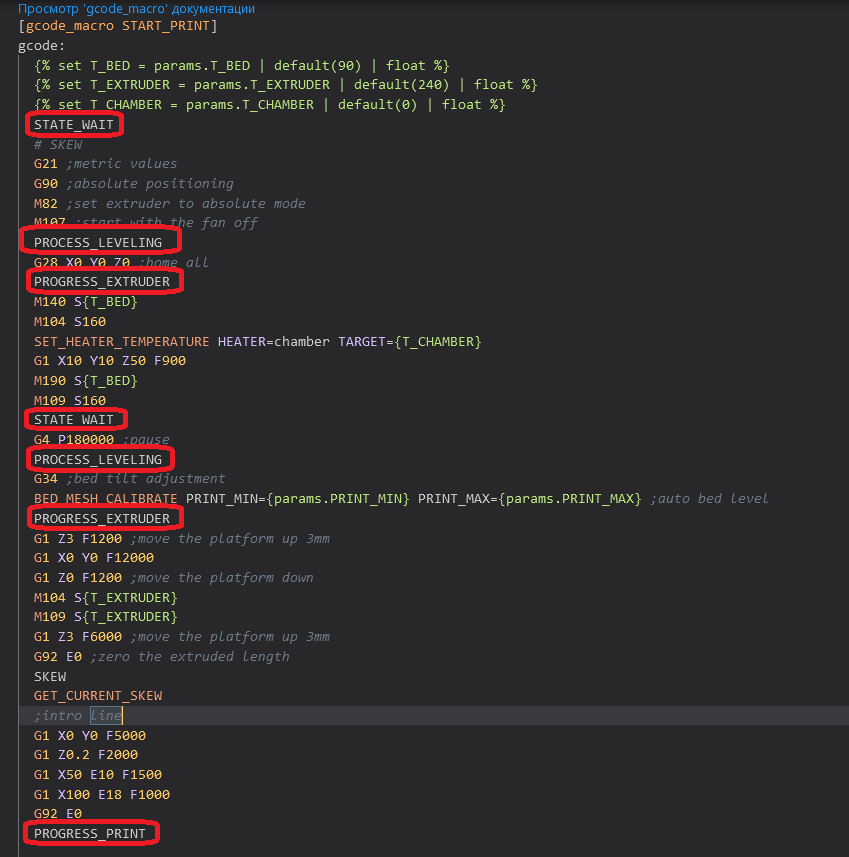 Просмотр 'gcode_macro' документации
[gcode_macro START_PRINT]
gcode:
{% set T_BED = params.T_BED | default(90) | float %}
{% set T_EXTRUDER = params.T_EXTRUDER | default(240) | float %}
{% set T_CHAMBER = params.T_CHAMBER | default(0) | float %}
STATE_WAIT
# SKEW
G21 ;metric values
G90 ;absolute positioning
M82 ;set extruder to absolute mode
M107 ;start with the fan off
PROCESS_LEVELING
G28 X0 Y0 Z0 ;home all
PROGRESS_EXTRUDER
M140 S{T_BED}
M104 S160
SET_HEATER_TEMPERATURE HEATER=chamber TARGET={T_CHAMBER}
G1 X10 Y10 Z50 F900
M190 S{T_BED}
M109 S160
STATE_WAIT
G4 P180000 ;pause
PROCESS_LEVELING
G34 ;bed tilt adjustment
BED_MESH_CALIBRATE PRINT_MIN={params.PRINT_MIN} PRINT_MAX={params.PRINT_MAX} ;auto bed level
PROGRESS_EXTRUDER
G1 Z3 F1200 ;move the platform up 3mm
G1 X0 Y0 F12000
G1 Z0 F1200 ;move the platform down
M104 S{T_EXTRUDER}
M109 S{T_EXTRUDER}
G1 Z3 F6000 ;move the platform up 3mm
G92 E0 ;zero the extruded length
SKEW
GET_CURRENT_SKEW
;intro line
G1 X0 Y0 F5000
G1 Z0.2 F2000
G1 X50 E10 F1500
G1 X100 E18 F1000
G92 E0
PROGRESS_PRINT